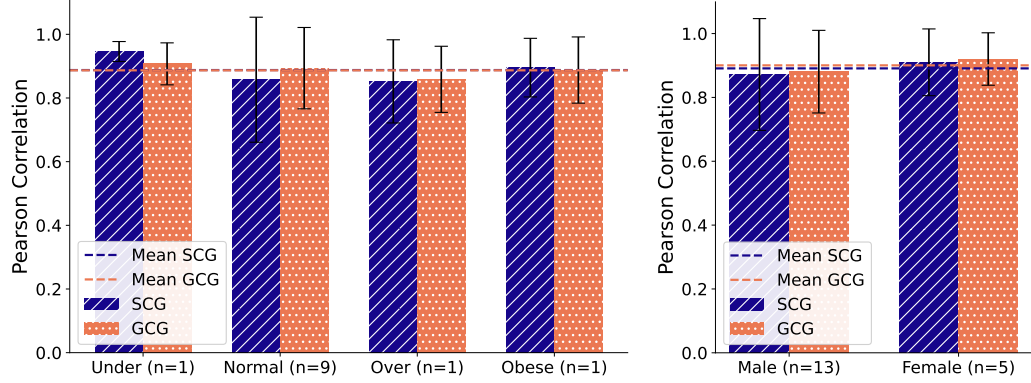 Pearson Correlation
1.0
0.8
0.6
0.4
0.2
0.0
Mean SCG
Mean GCG
SCG
GCG
Under (n=1)
Normal (n=9)
Over (n=1)
Obese (n=1)
Pearson Correlation
1.0
0.8
0.6
0.4
0.2
0.0
Mean SCG
Mean GCG
SCG
GCG
Male (n=13)
Female (n=5)